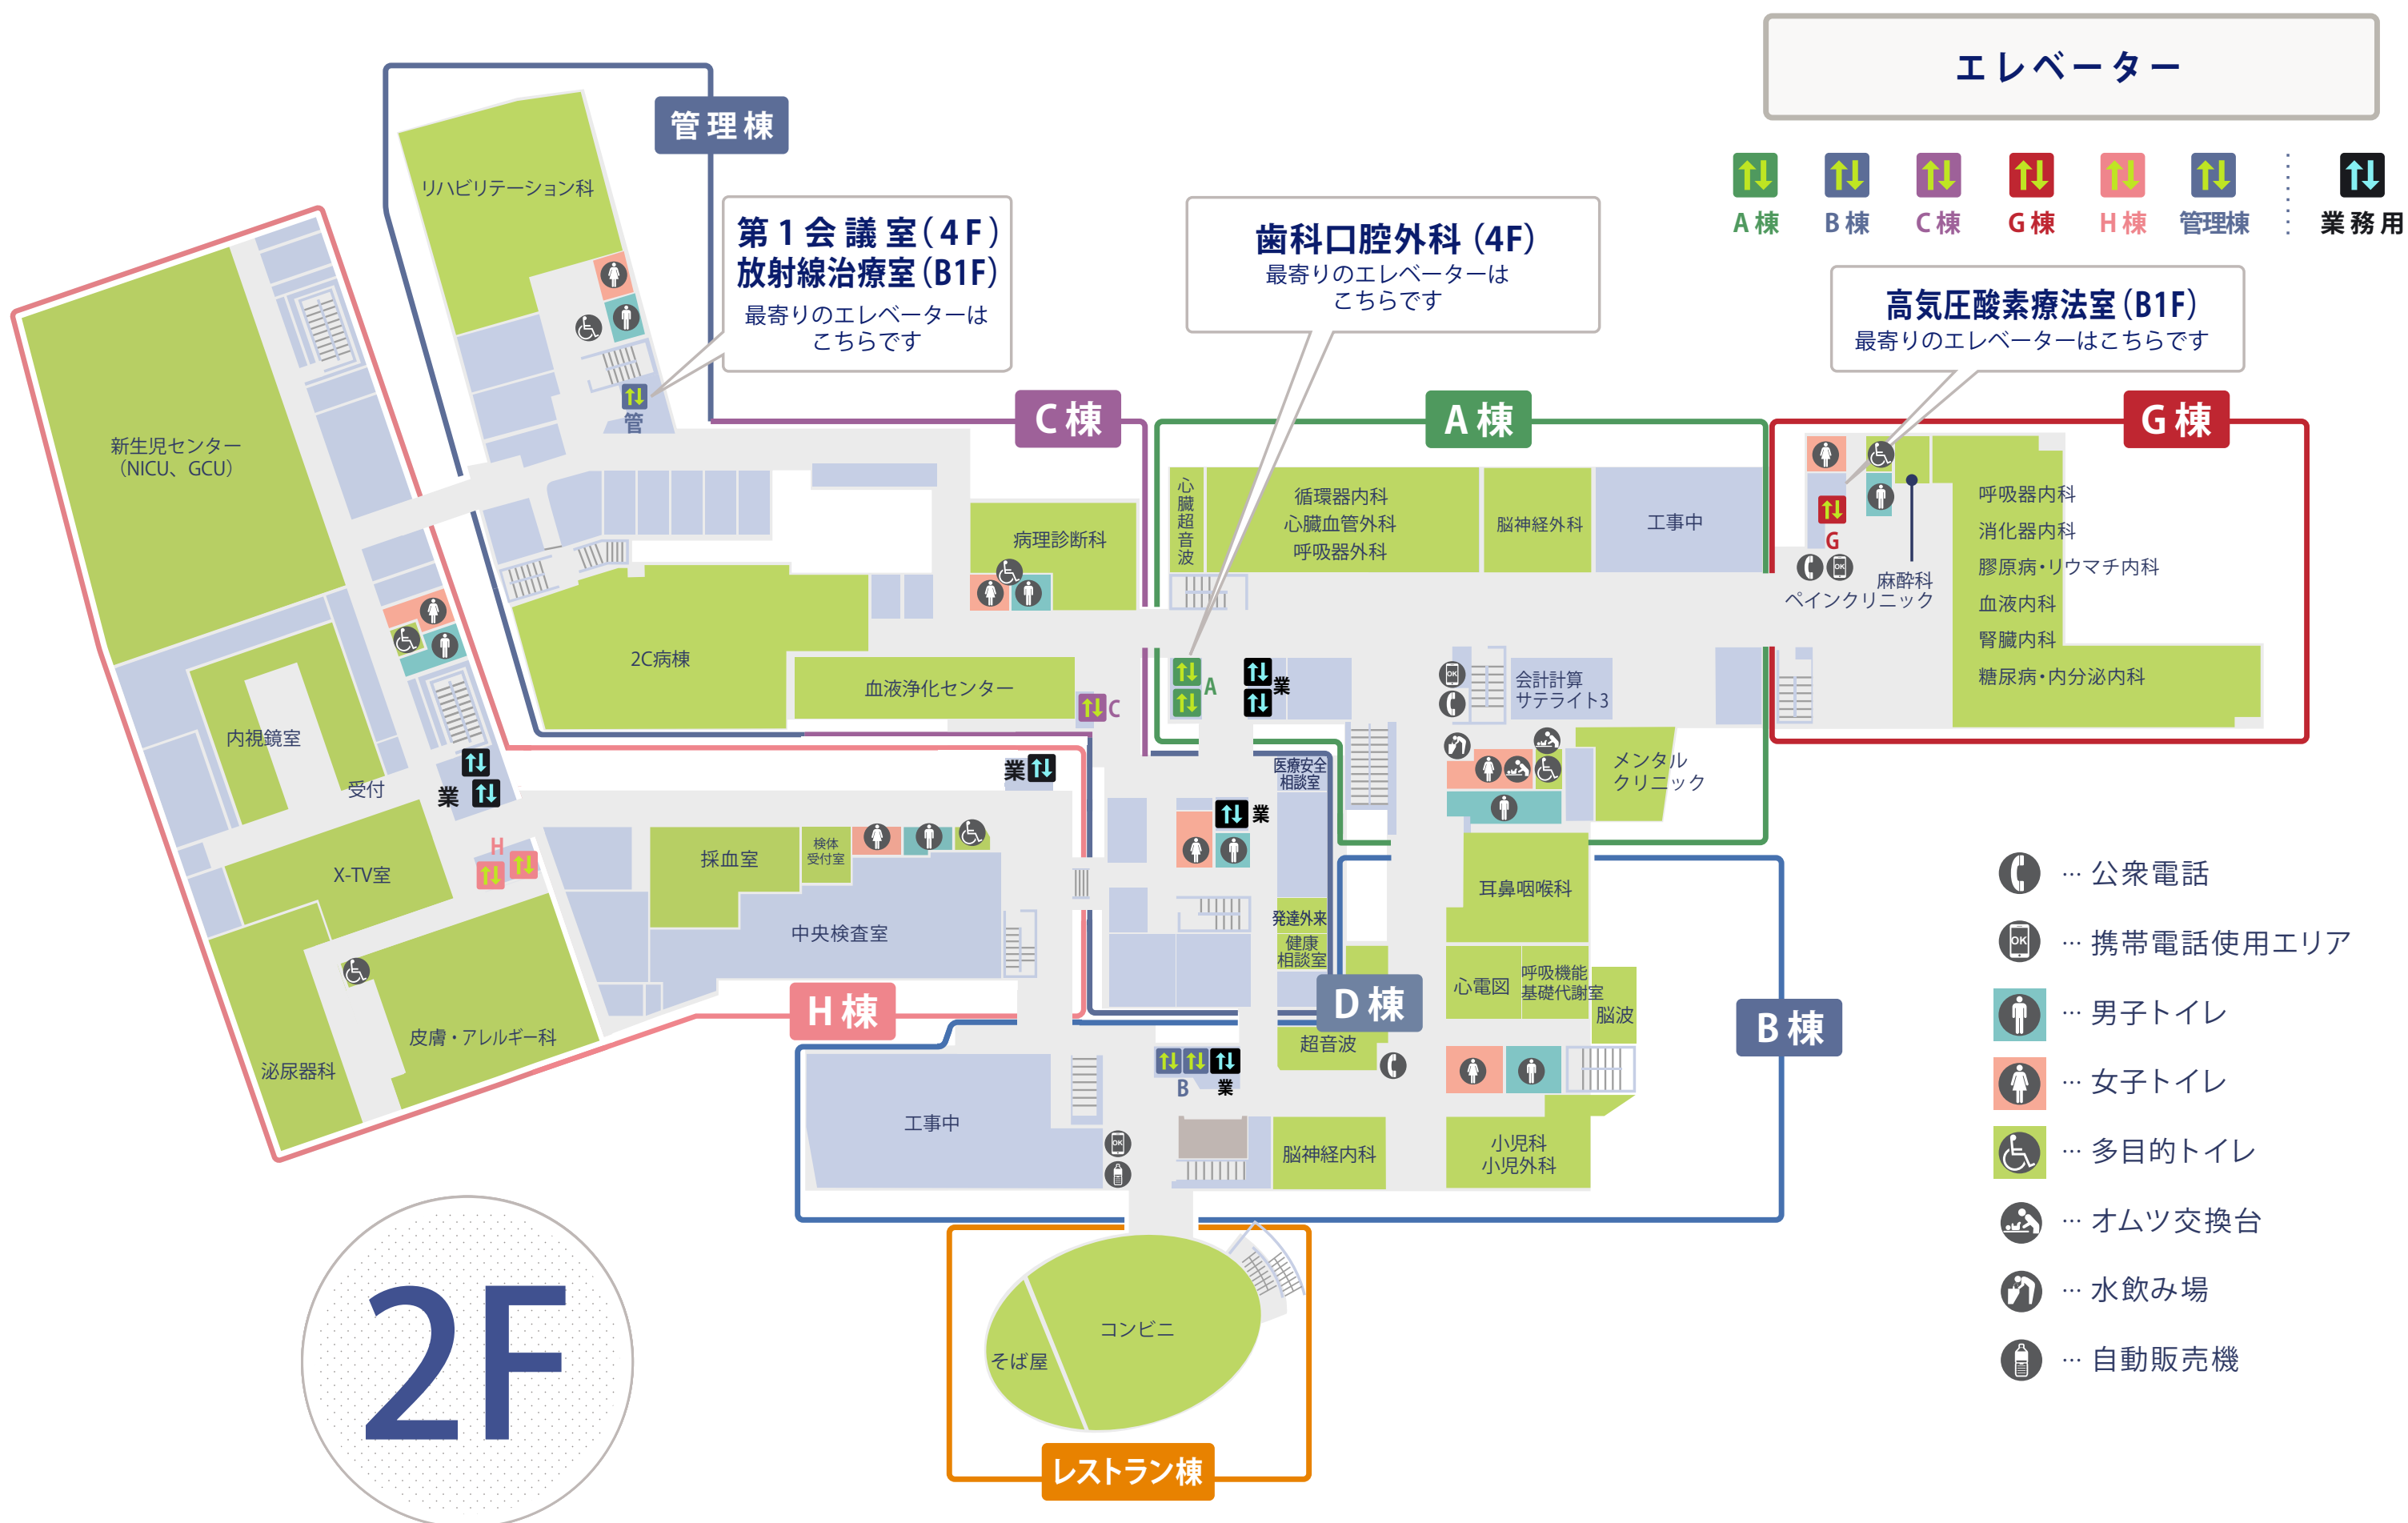 エレベーター
A棟
B棟
C棟
G棟
H棟
管理棟
業務用
管理棟
リハビリテーション科
第1会議室（4F）
放射線治療室（B1F）
最寄りのエレベーターは
こちらです
歯科口腔外科（4F）
最寄りのエレベーターは
こちらです
高気圧酸素療法室（B1F）
最寄りのエレベーターはこちらです
管
C棟
A棟
G棟
新生児センター
（NICU、GCU）
病理診断科
心臓超音波
循環器内科
心臓血管外科
呼吸器外科
脳神経外科
工事中
G
麻酔科
ペインクリニック
呼吸器内科
消化器内科
膠原病・リウマチ内科
血液内科
腎臓内科
糖尿病・内分泌内科
OK
2C病棟
血液浄化センター
C
A
業
OK
会計計算
サテライト3
メンタル
クリニック
内視鏡室
受付
業
業
医療安全
相談室
業
H
X-TV室
採血室
検体
受付室
中央検査室
耳鼻咽喉科
発達外来
健康
相談室
心電図
呼吸機能
基礎代謝室
脳波
H棟
D棟
B棟
皮膚・アレルギー科
泌尿器科
超音波
B
業
工事中
OK
脳神経内科
小児科
小児外科
コンビニ
そば屋
レストラン棟
2F
… 公衆電話
OK … 携帯電話使用エリア
… 男子トイレ
… 女子トイレ
… 多目的トイレ
… オムツ交換台
… 水飲み場
… 自動販売機